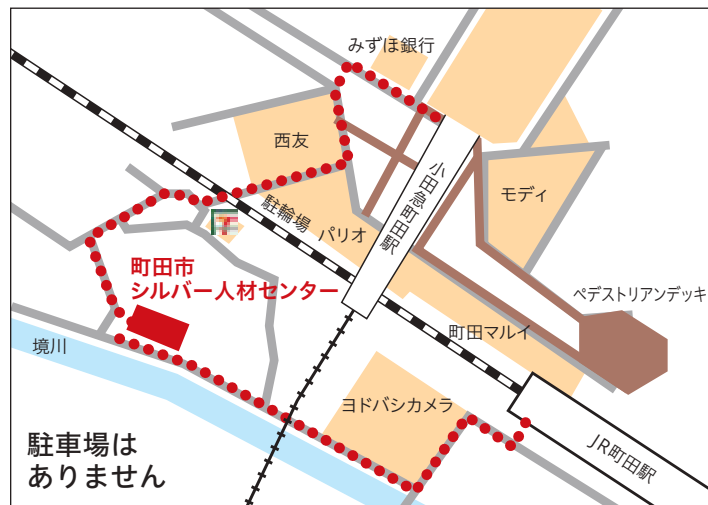 みずほ銀行
西友
小田急町田駅
モディ
駐輪場
パリオ
町田市
シルバー人材センター
ペデストリアンデッキ
町田マルイ
境川
ヨドバシカメラ
JR町田駅
駐車場は
ありません